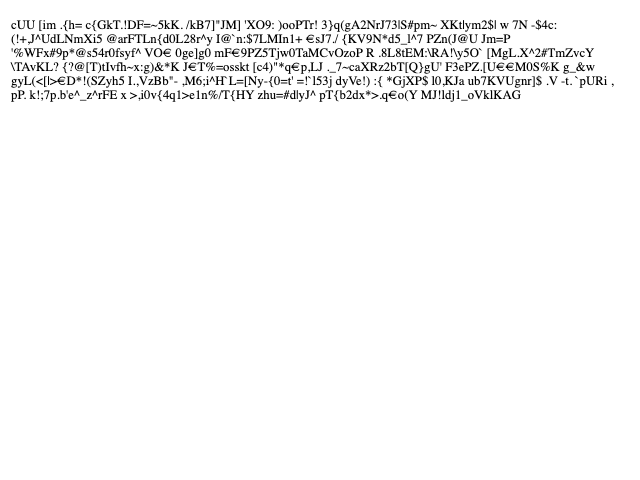 cUU [im .{h= c{GkT.!DF=~5kK. /kB7]"JM] 'XO9: )ooPTr! 3}q(gA2NrJ73|S#pm~ XKtlym2$| w 7N -$4c:
(!+,J^UdLNmXi5 @arFTLn{d0L28r^y I@`n:$7LMIn1+ €sJ7./ {KV9N*d5_l^7 PZn(J@U Jm=P
'%WFx#9p*@s54r0fsyf^ VO€ 0ge]g0 mF€9PZ5Tjw0TaMCvOzoP R .8L8tEM:\RA!\y5O` [MgL.X^2#TmZvcY
\TAvKL? {?@[T)tIvfh~x:g)&*K J€T%=osskt [c4)"*q€p,LJ ._7~caXRz2bT[Q}gU' F3ePZ.[U€€M0S%K g_&w
gyL(<[l>€D*!(SZyh5 I.,VzBb"- ,M6;i^H`L=[Ny-{0=t' =!`l53j dyVe!) :{ *GjXP$ l0,KJa ub7KVUgnr]$ .V -t.`pURi ,
pP. k!;7p.b'e^_z^rFE x >,i0v{4q1>e1n%/T{HY zhu=#d|yJ^ pT{b2dx*>.q€o(Y MJ!ldj1_oVklKAG